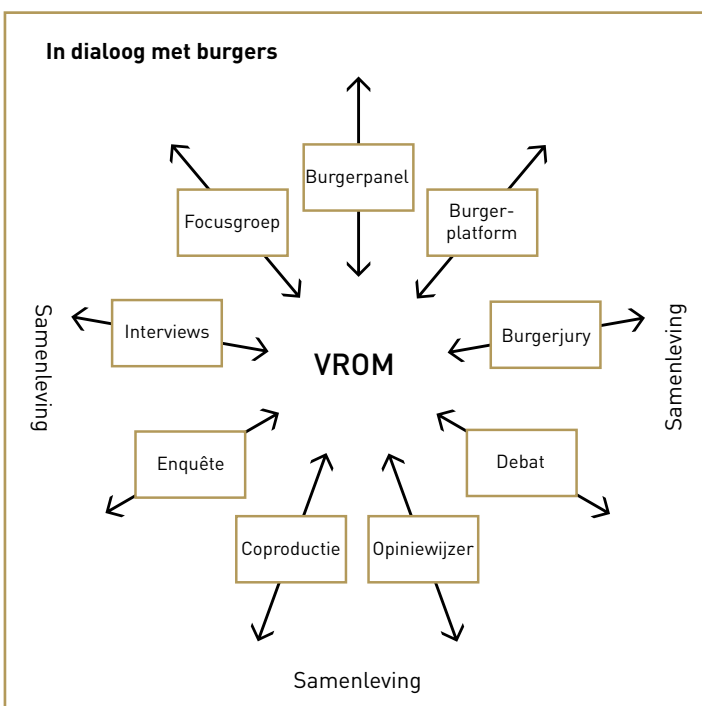 In dialoog met burgers
Burgerpanel
Focusgroep
Burger-
platform
Samenleving
Interviews
Burgerjury
Samenleving
VROM
Enquête
Debat
Coproductie
Opiniewijzer
Samenleving